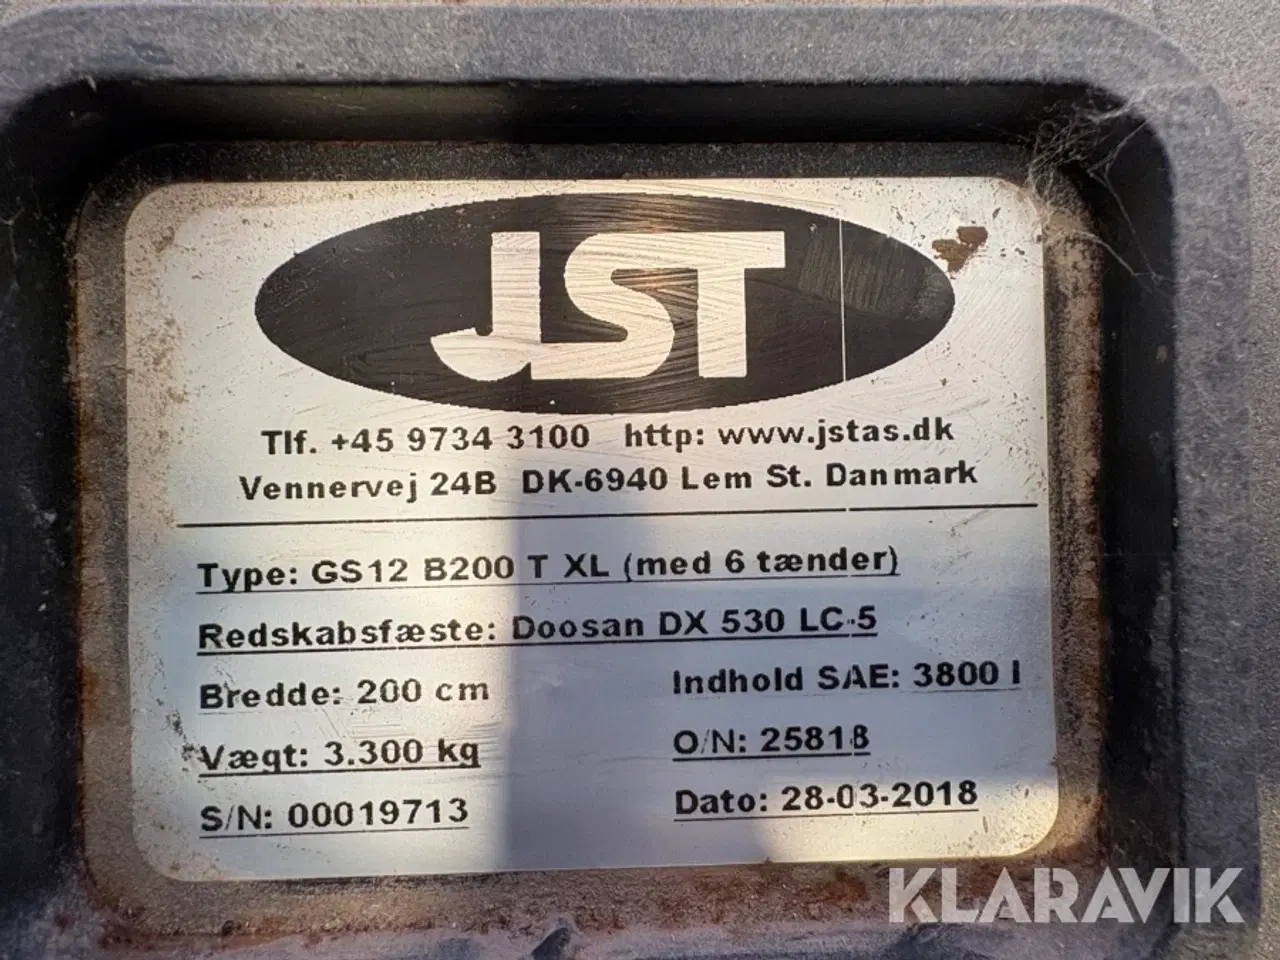 JST
Tlf. +45 9734 3100 http: www.jstas.dk
Vennervej 24B DK-6940 Lem St. Danmark
Type: GS12 B200 T XL (med 6 tænder)
Redskabsfæste: Doosan DX 530 LC-5
Bredde: 200 cm Indhold SAE: 3800 l
Vægt: 3.300 kg O/N: 25818
S/N: 00019713 Dato: 28-03-2018
KLARAVIK